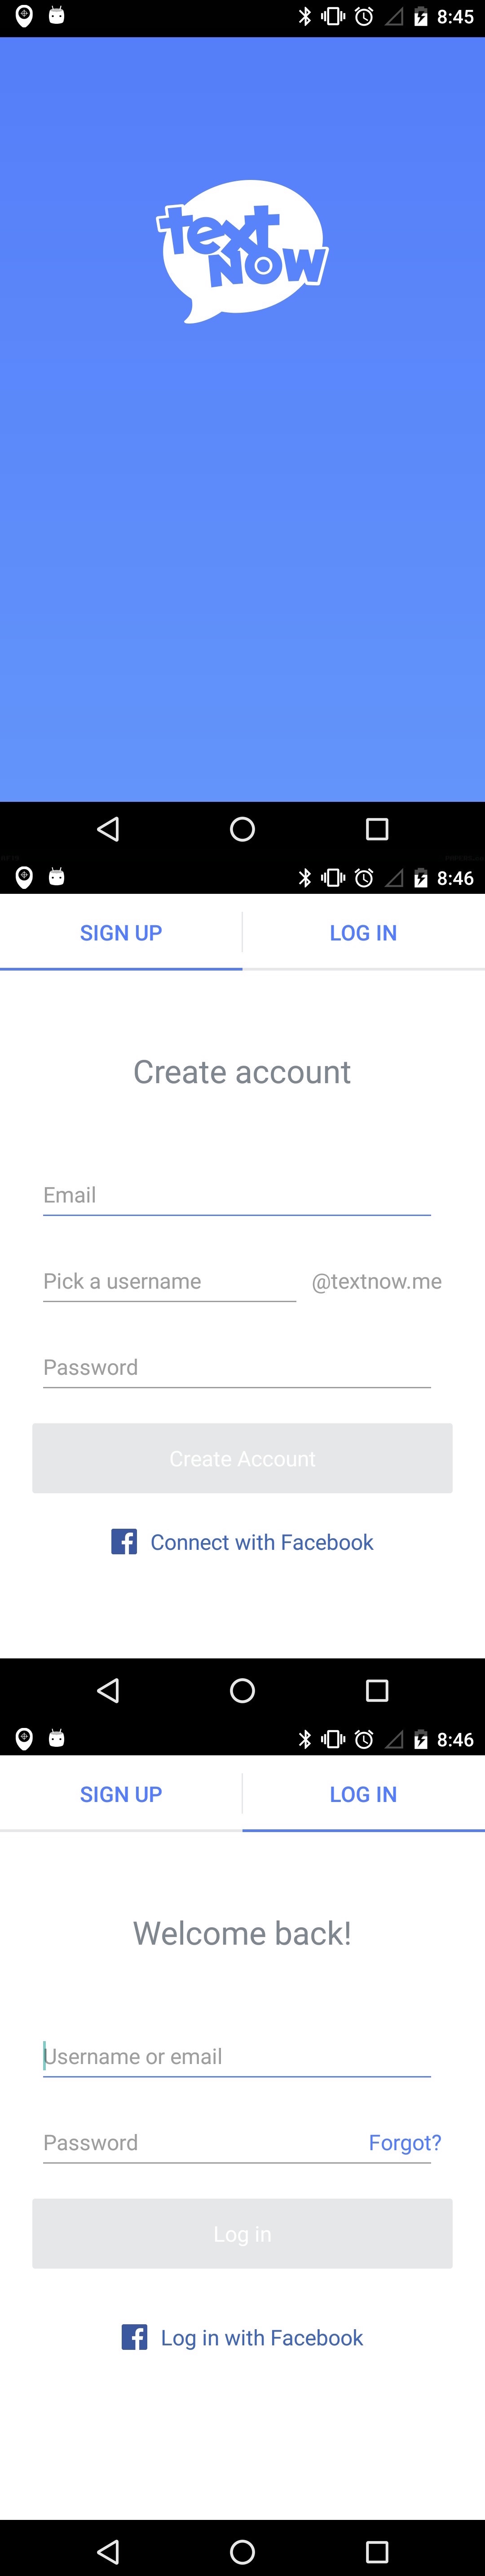 8:45
text
NOW
8:46
SIGN UP LOG IN
Create account
Email
Pick a username @textnow.me
Password
Create Account
Connect with Facebook
8:46
SIGN UP LOG IN
Welcome back!
Username or email
Password Forgot?
Log in
Log in with Facebook